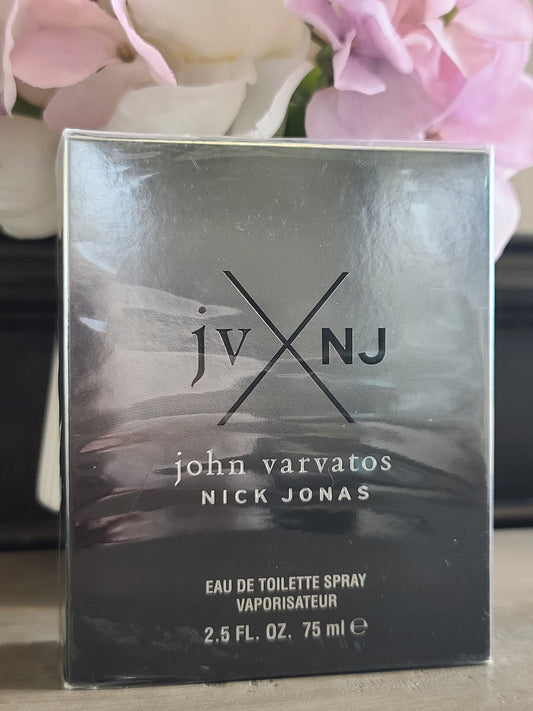 jv X NJ
john varvatos
NICK JONAS
EAU DE TOILETTE SPRAY
VAPORISATEUR
2.5 FL. OZ. 75 ml ℮